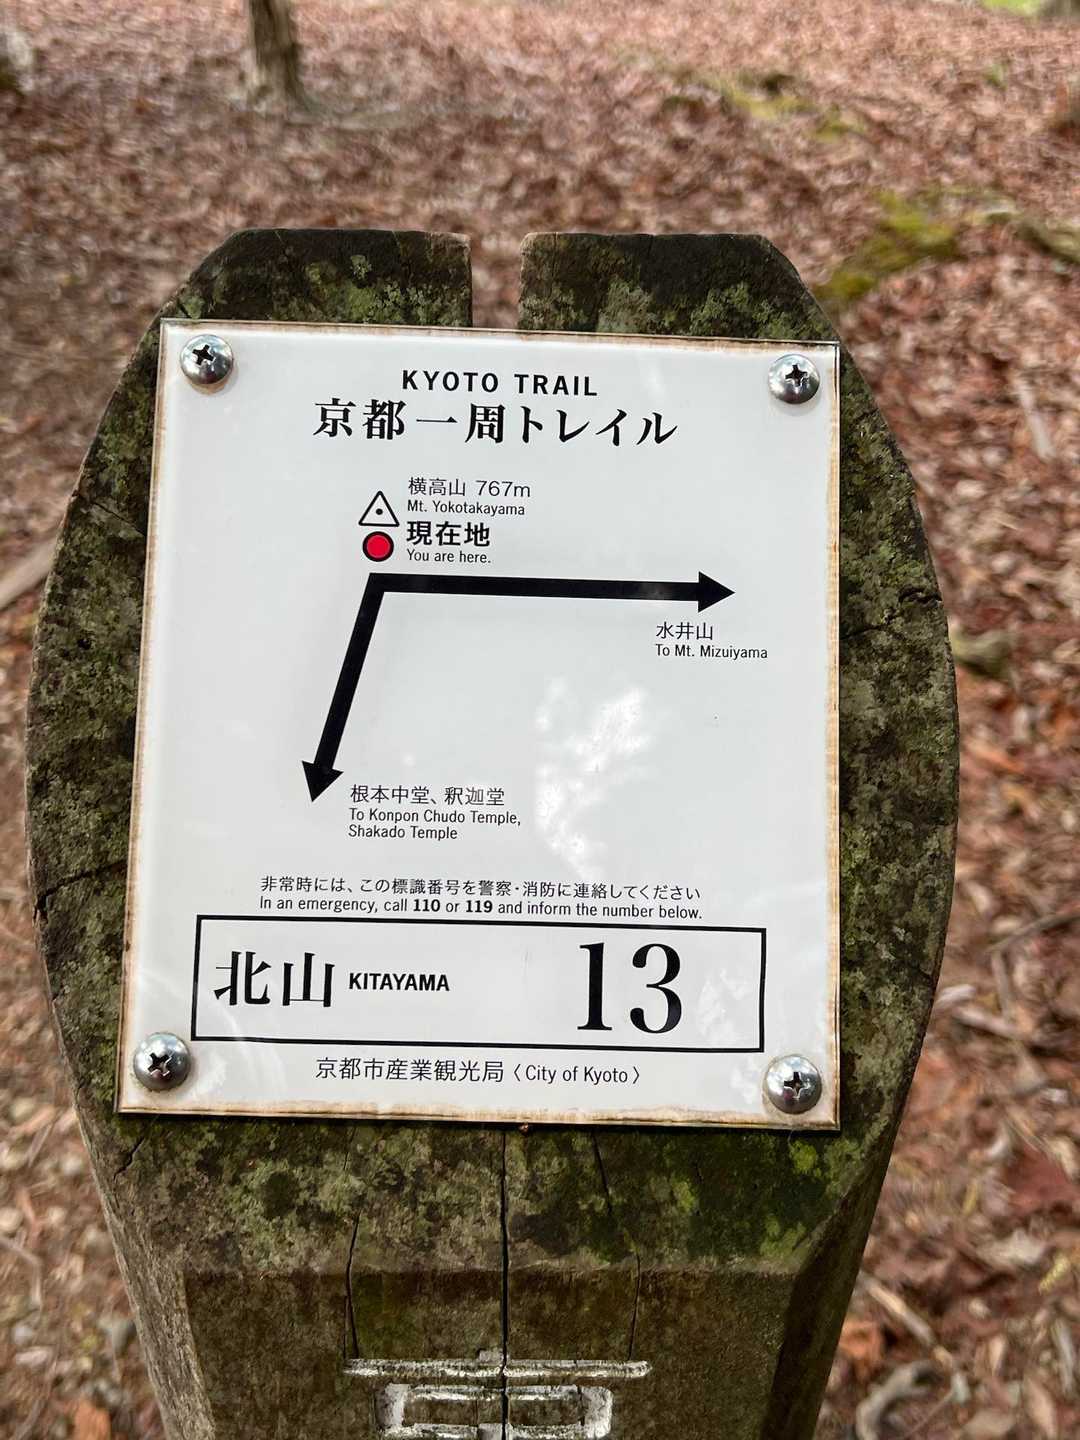 KYOTO TRAIL
京都一周トレイル
横高山 767m
Mt. Yokotakayama
現在地
You are here.
水井山
To Mt. Mizuiyama
根本中堂、釈迦堂
To Konpon Chudo Temple,
Shakado Temple
非常時には、この標識番号を警察・消防に連絡してください
In an emergency, call 110 or 119 and inform the number below.
北山 KITAYAMA 13
京都市産業観光局〈City of Kyoto〉